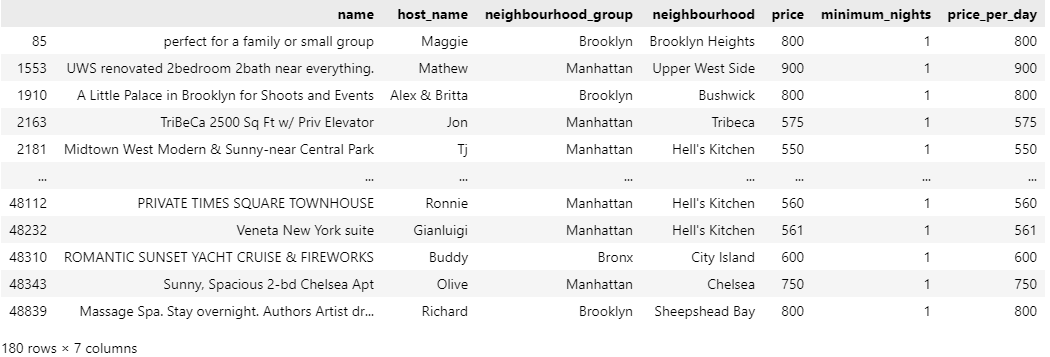 name host_name neighbourhood_group neighbourhood price minimum_nights price_per_day
85 perfect for a family or small group Maggie Brooklyn Brooklyn Heights 800 1 800
1553 UWS renovated 2bedroom 2bath near everything. Mathew Manhattan Upper West Side 900 1 900
1910 A Little Palace in Brooklyn for Shoots and Events Alex & Britta Brooklyn Bushwick 800 1 800
2163 TriBeCa 2500 Sq Ft w/ Priv Elevator Jon Manhattan Tribeca 575 1 575
2181 Midtown West Modern & Sunny-near Central Park Tj Manhattan Hell's Kitchen 550 1 550
... ... ... ... ... ... ... ...
48112 PRIVATE TIMES SQUARE TOWNHOUSE Ronnie Manhattan Hell's Kitchen 560 1 560
48232 Veneta New York suite Gianluigi Manhattan Hell's Kitchen 561 1 561
48310 ROMANTIC SUNSET YACHT CRUISE & FIREWORKS Buddy Bronx City Island 600 1 600
48343 Sunny, Spacious 2-bd Chelsea Apt Olive Manhattan Chelsea 750 1 750
48839 Massage Spa. Stay overnight. Authors Artist dr... Richard Brooklyn Sheepshead Bay 800 1 800
180 rows × 7 columns